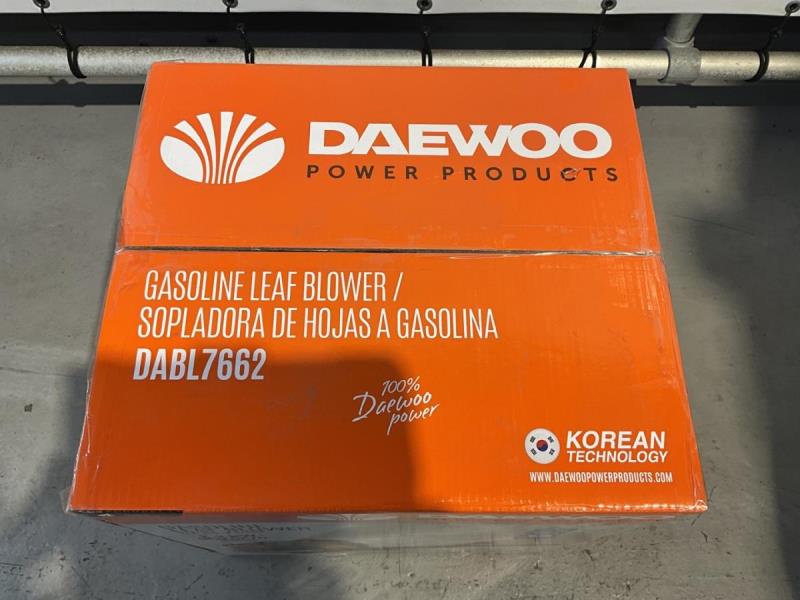 DAEWOO
POWER PRODUCTS
GASOLINE LEAF BLOWER /
SOPLADORA DE HOJAS A GASOLINA
DABL7662
100%
Daewoo
power
KOREAN
TECHNOLOGY
WWW.DAEWOOPOWERPRODUCTS.COM